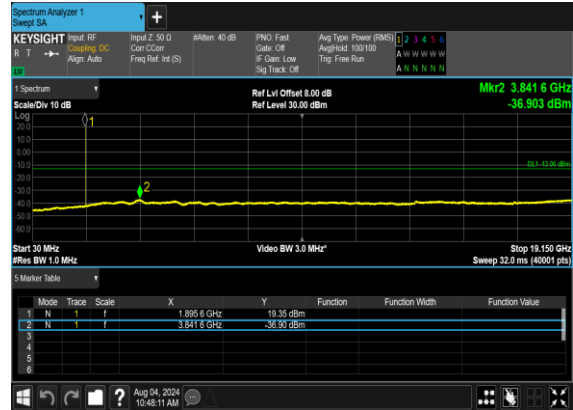 Spectrum Analyzer 1
Swept SA
+
KEYSIGHT Input: RF Input Z: 50 Ω #Atten: 40 dB PNO: Fast Avg Type: Power (RMS) 1 2 3 4 5 6
R T Coupling: DC Corr CCorr Gate: Off Avg|Hold: 100/100 A W W W W W
Align: Auto Freq Ref: Int (S) IF Gain: Low Trig: Free Run
LM Sig Track: Off A N N N N N
1 Spectrum Ref Lvl Offset 8.00 dB Mkr2 3.841 6 GHz
Scale/Div 10 dB Ref Level 30.00 dBm -36.903 dBm
Log
1
20.0
10.0
0.00
-10.0
DL1 -13.00 dBm
-20.0
-30.0
2
-40.0
-50.0
-60.0
Start 30 MHz Video BW 3.0 MHz* Stop 19.150 GHz
#Res BW 1.0 MHz Sweep 32.0 ms (40001 pts)
5 Marker Table
Mode Trace Scale X Y Function Function Width Function Value
1 N 1 f 1.895 6 GHz 19.35 dBm
2 N 1 f 3.841 6 GHz -36.90 dBm
3
4
5
6
? Aug 04, 2024
10:48:11 AM